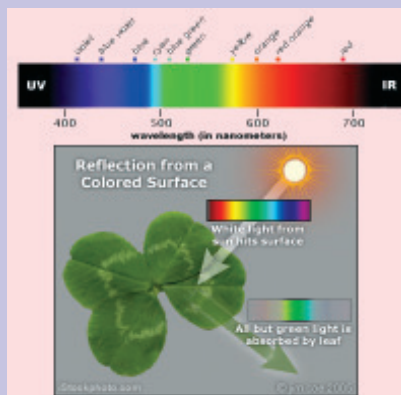 violet
blue violet
blue
cyan
blue green
green
yellow
orange
red orange
red
UV
IR
400
500
600
700
wavelength (in nanometers)
Reflection from a
Colored Surface
White light from
sun hits surface
All but green light is
absorbed by leaf
iStockphoto.com